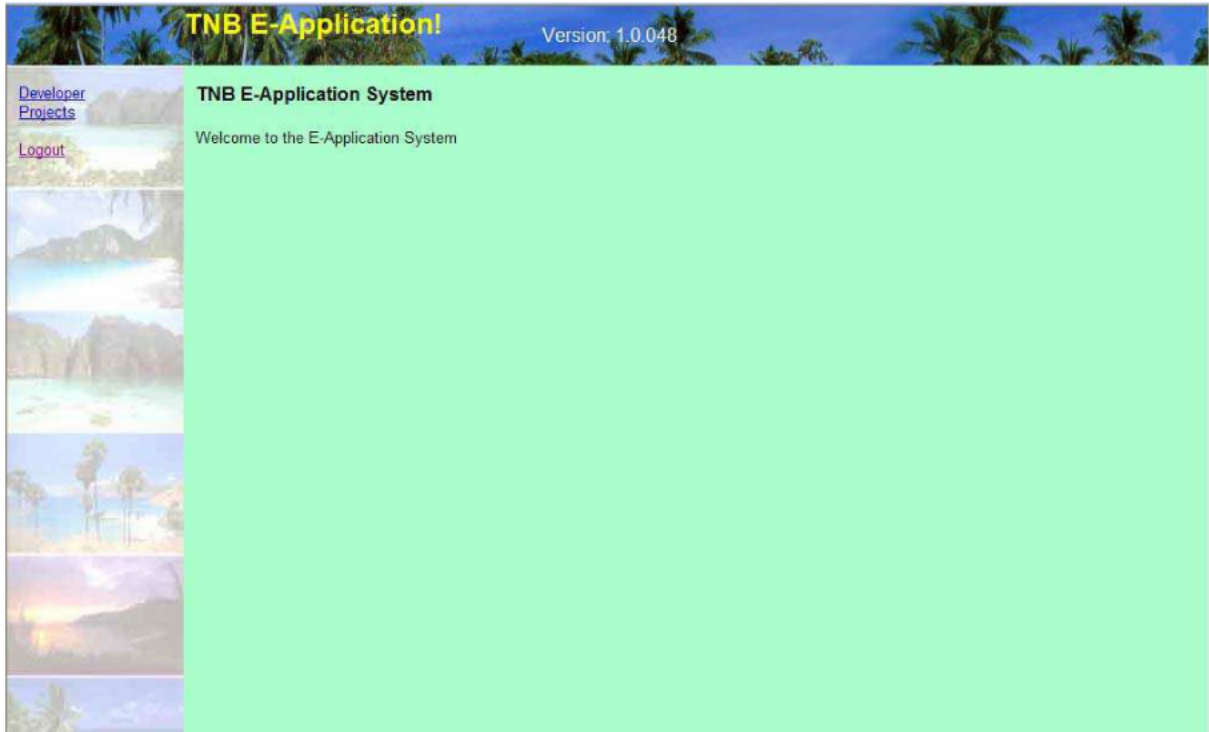 TNB E-Application!
Version: 1.0.048
Developer
Projects
Logout
TNB E-Application System
Welcome to the E-Application System